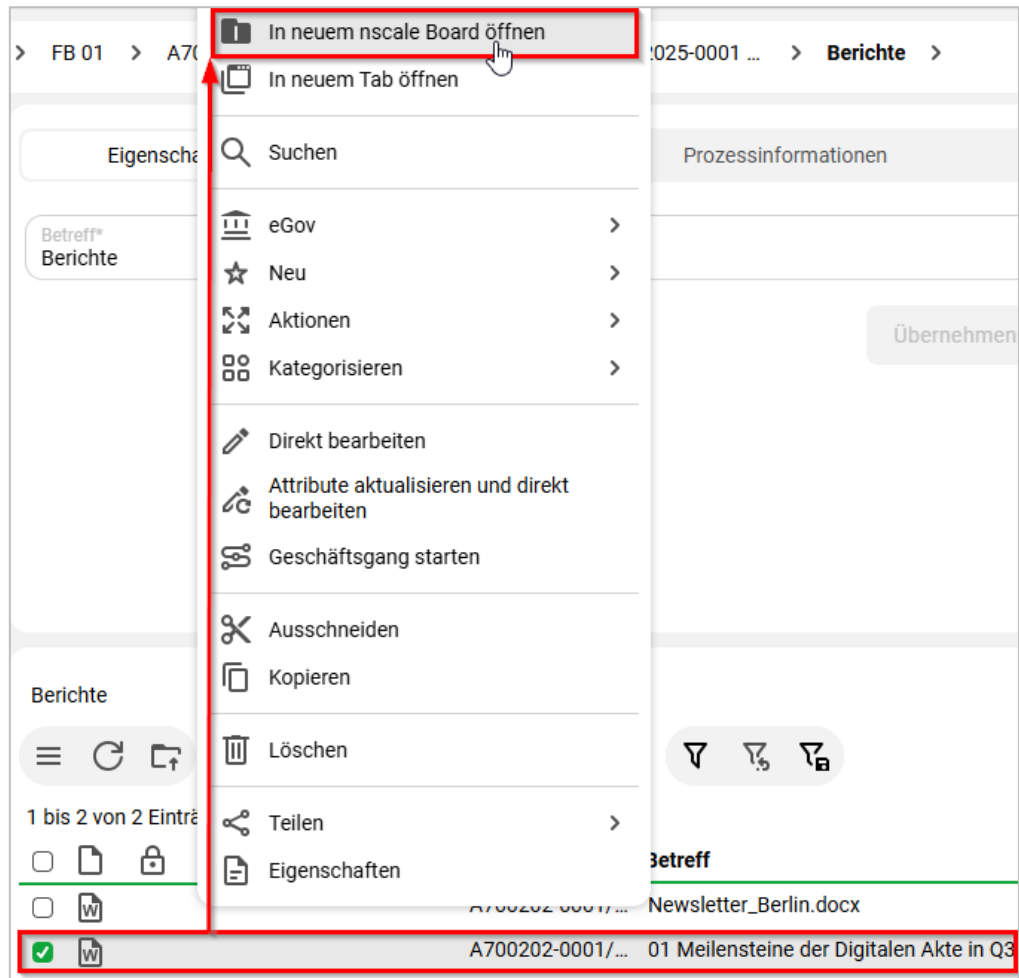 In neuem nscale Board öffnen
> FB 01 > A70 2025-0001 ... > Berichte >
In neuem Tab öffnen
Eigenscha Suchen Prozessinformationen
eGov
Betreff*
Berichte
Neu
Aktionen
Übernehmen
Kategorisieren
Direkt bearbeiten
Attribute aktualisieren und direkt
bearbeiten
Geschäftsgang starten
Ausschneiden
Kopieren
Berichte
Löschen
1 bis 2 von 2 Einträ
Teilen
Eigenschaften
Betreff
A700202-0001/... Newsletter_Berlin.docx
A700202-0001/... 01 Meilensteine der Digitalen Akte in Q3